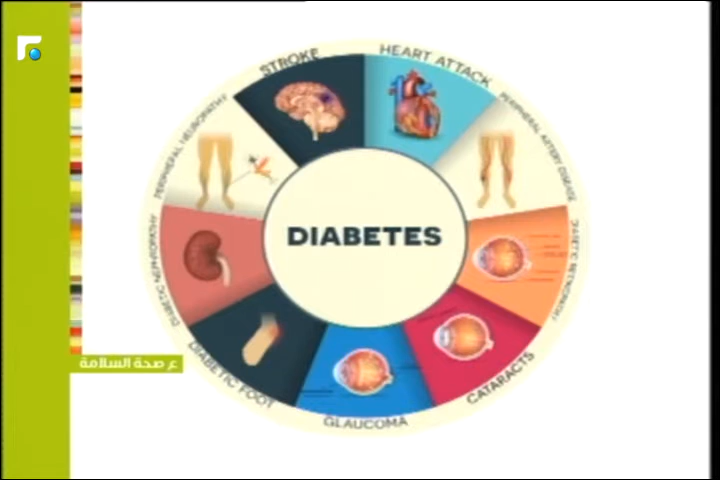 STROKE
HEART ATTACK
PERIPHERAL NEUROPATHY
PERIPHERAL ARTERY DISEASE
DIABETES
DIABETIC NEPHROPATHY
DIABETIC RETINOPATHY
DIABETIC FOOT
CATARACTS
GLAUCOMA
ع صحة السلامة